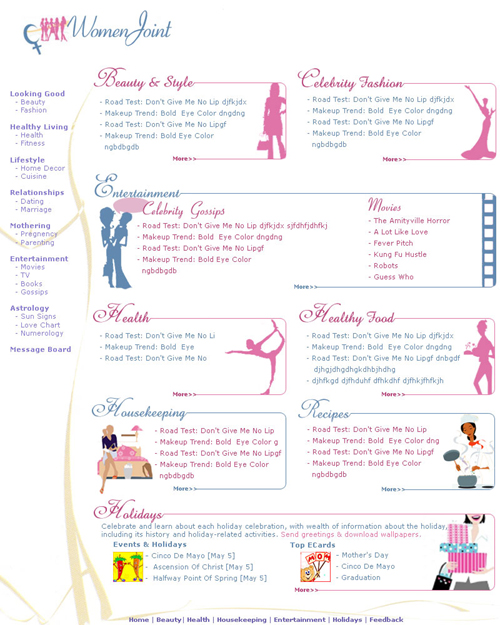 WomenJoint
Looking Good
- Beauty
- Fashion
Healthy Living
- Health
- Fitness
Lifestyle
- Home Decor
- Cuisine
Relationships
- Dating
- Marriage
Mothering
- Pregnency
- Parenting
Entertainment
- Movies
- TV
- Books
- Gossips
Astrology
- Sun Signs
- Love Chart
- Numerology
Message Board
Beauty & Style
- Road Test: Don't Give Me No Lip djfkjdx
- Makeup Trend: Bold Eye Color dngdng
- Road Test: Don't Give Me No Lipgf
- Makeup Trend: Bold Eye Color
ngbdbgdb
More>>
Celebrity Fashion
- Road Test: Don't Give Me No Lip djfkjdx
- Makeup Trend: Bold Eye Color dngdng
- Road Test: Don't Give Me No Lipgf
- Makeup Trend: Bold Eye Color
ngbdbgdb
More>>
Entertainment
Celebrity Gossips
- Road Test: Don't Give Me No Lip djfkjdx sjfdhfjdhfkj
- Makeup Trend: Bold Eye Color dngdng
- Road Test: Don't Give Me No Lipgf
- Makeup Trend: Bold Eye Color
ngbdbgdb
Movies
- The Amityville Horror
- A Lot Like Love
- Fever Pitch
- Kung Fu Hustle
- Robots
- Guess Who
More>>
Health
- Road Test: Don't Give Me No Li
- Makeup Trend: Bold Eye
- Road Test: Don't Give Me No
More>>
Healthy Food
- Road Test: Don't Give Me No Lip djfkjdx
- Makeup Trend: Bold Eye Color dngdng
- Road Test: Don't Give Me No Lipgf dnbgdf
djhgjdhgdhgkdhbjhdhg
- djhfkgd djfhduhf dfhkdhf djfhkjfhfkjh
More>>
Housekeeping
- Road Test: Don't Give Me No Lip
- Makeup Trend: Bold Eye Color g
- Road Test: Don't Give Me No Lipgf
- Makeup Trend: Bold Eye Color
ngbdbgdb
More>>
Recipes
- Road Test: Don't Give Me No Lip
- Makeup Trend: Bold Eye Color dng
- Road Test: Don't Give Me No Lipgf
- Makeup Trend: Bold Eye Color
ngbdbgdb
More>>
Holidays
Celebrate and learn about each holiday celebration, with wealth of information about the holiday,
including its history and holiday-related activities. Send greetings & download wallpapers.
Events & Holidays
- Cinco De Mayo [May 5]
- Ascension Of Christ [May 5]
- Halfway Point Of Spring [May 5]
Top ECards
MOM
- Mother's Day
- Cinco De Mayo
- Graduation
More>>
Home | Beauty| Health | Housekeeping | Entertainment | Holidays | Feedback